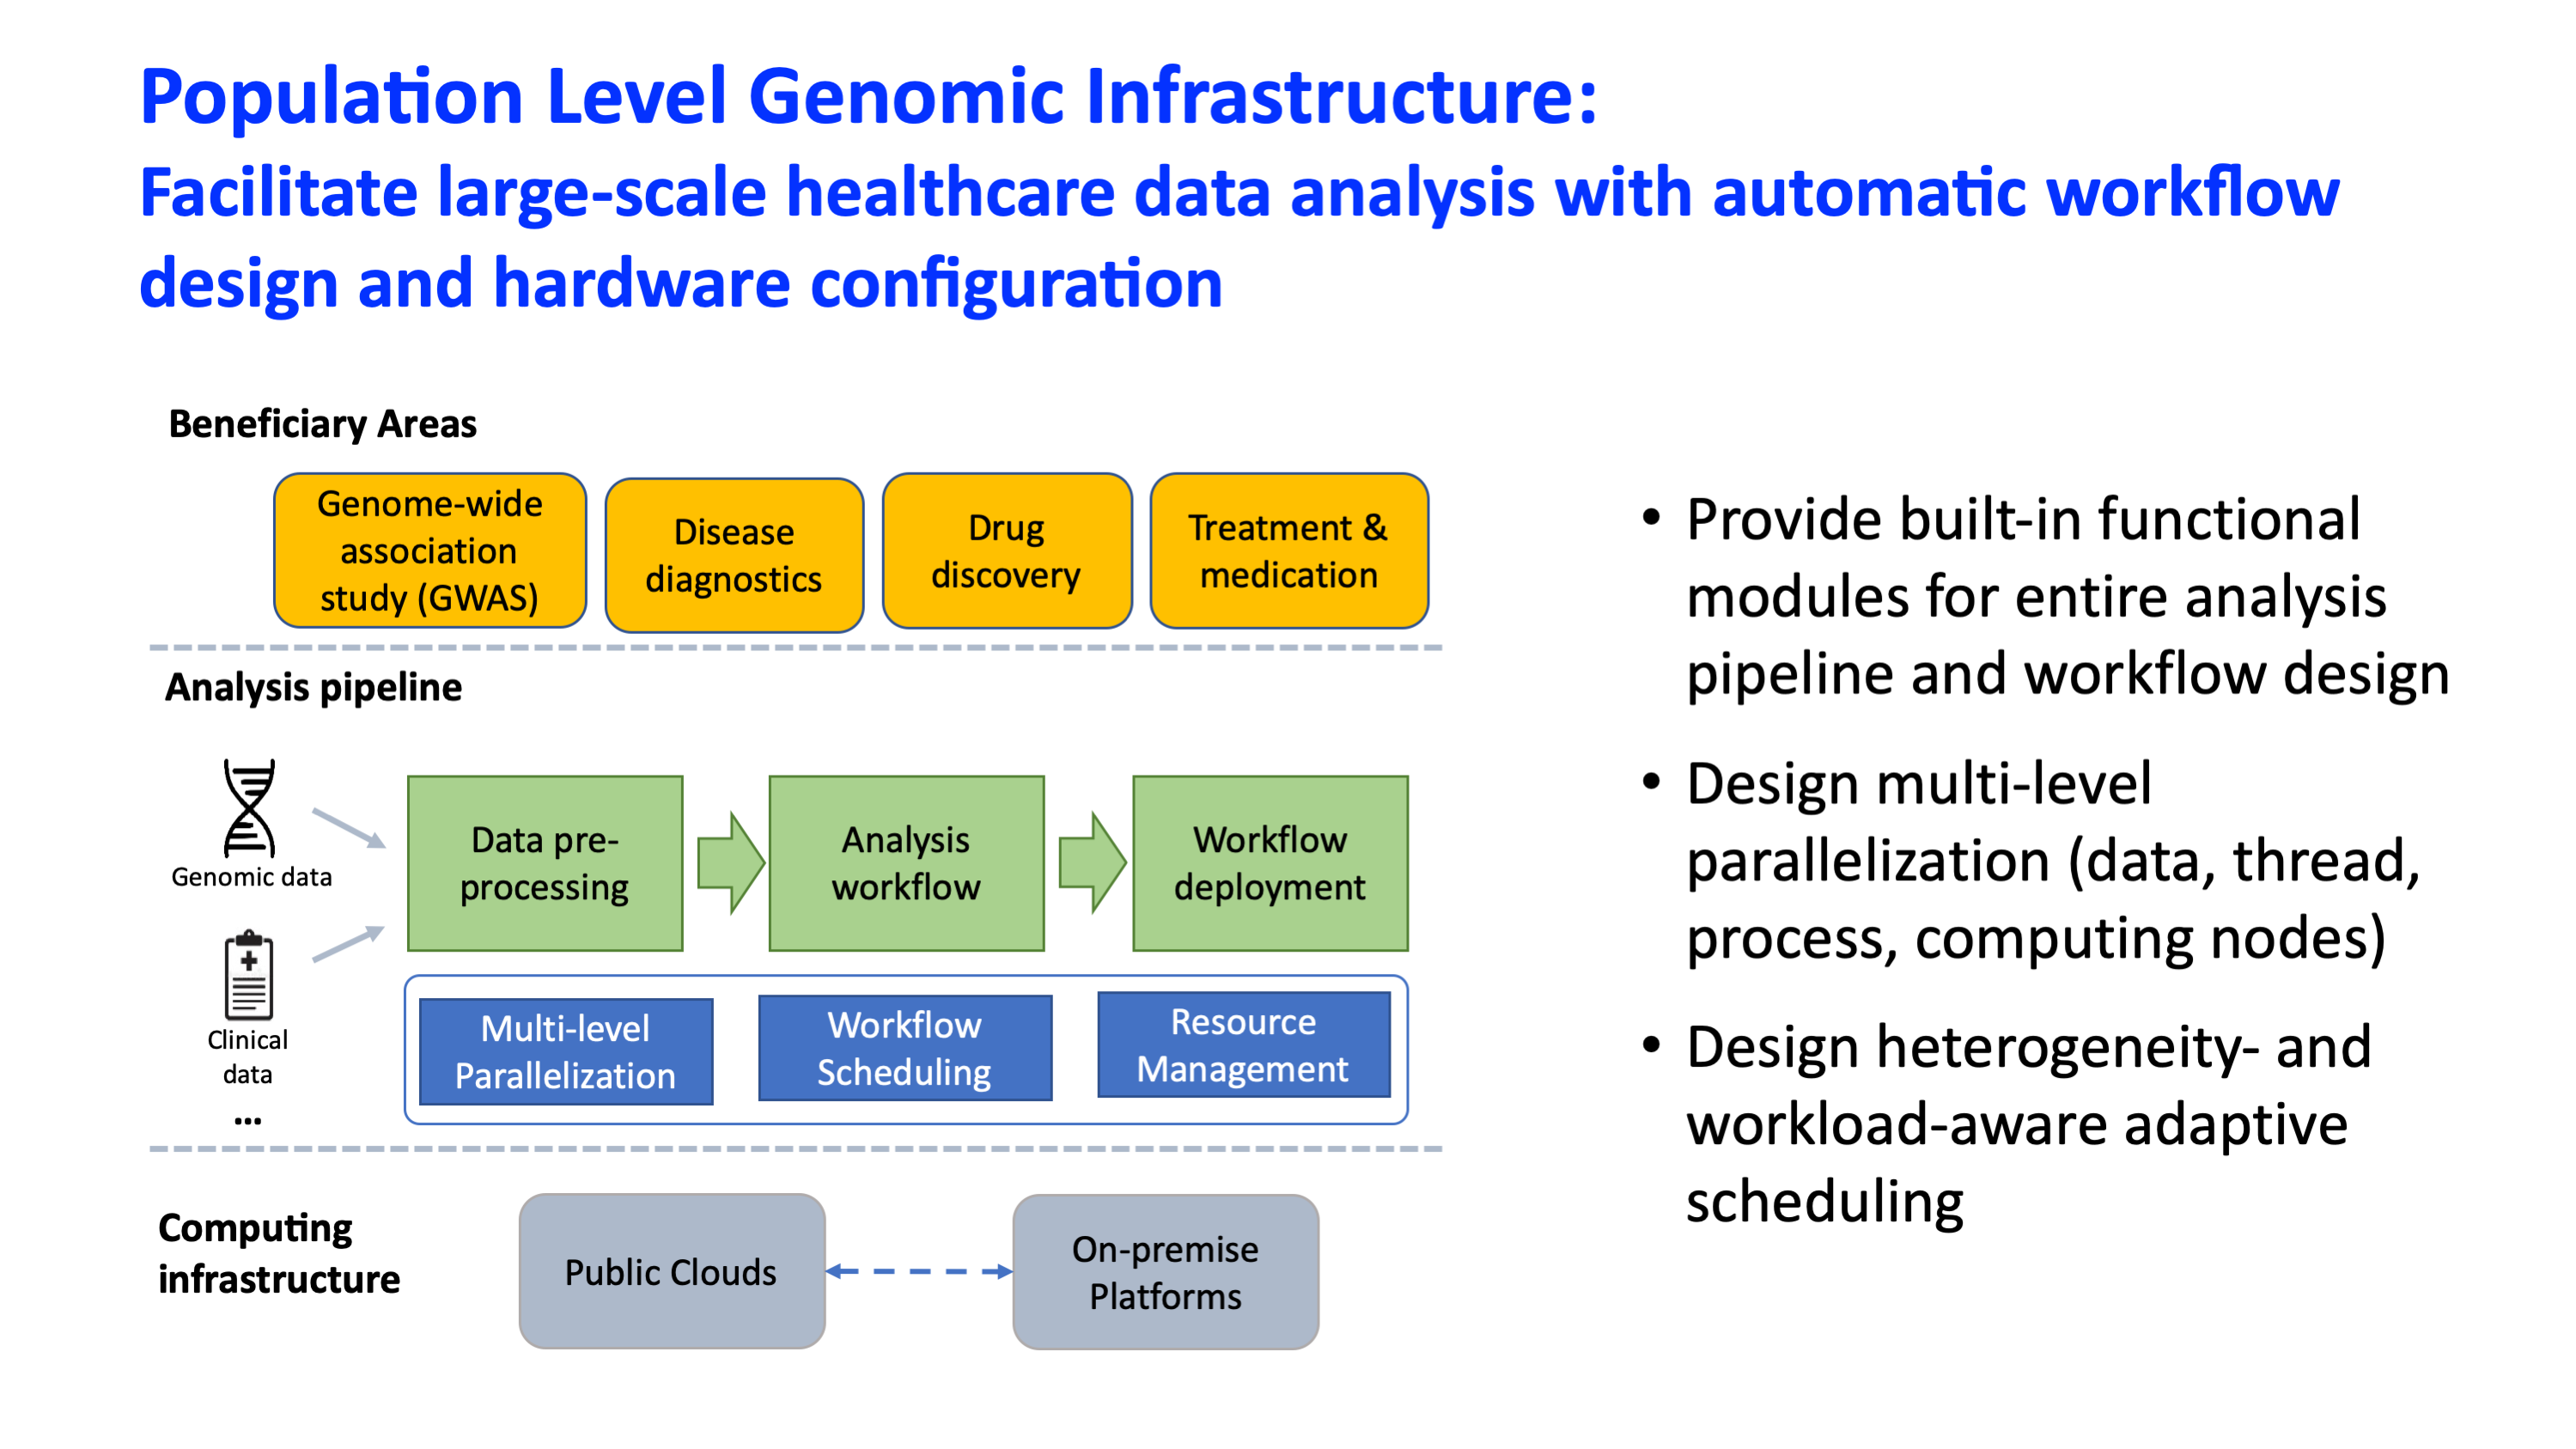 Population Level Genomic Infrastructure:
Facilitate large-scale healthcare data analysis with automatic workflow
design and hardware configuration
Beneficiary Areas
Genome-wide
association
study (GWAS)
Disease
diagnostics
Drug
discovery
Treatment &
medication
Analysis pipeline
Genomic data
Clinical
data
...
Data pre-
processing
Analysis
workflow
Workflow
deployment
Multi-level
Parallelization
Workflow
Scheduling
Resource
Management
Computing
infrastructure
Public Clouds
On-premise
Platforms
• Provide built-in functional
modules for entire analysis
pipeline and workflow design
• Design multi-level
parallelization (data, thread,
process, computing nodes)
• Design heterogeneity- and
workload-aware adaptive
scheduling